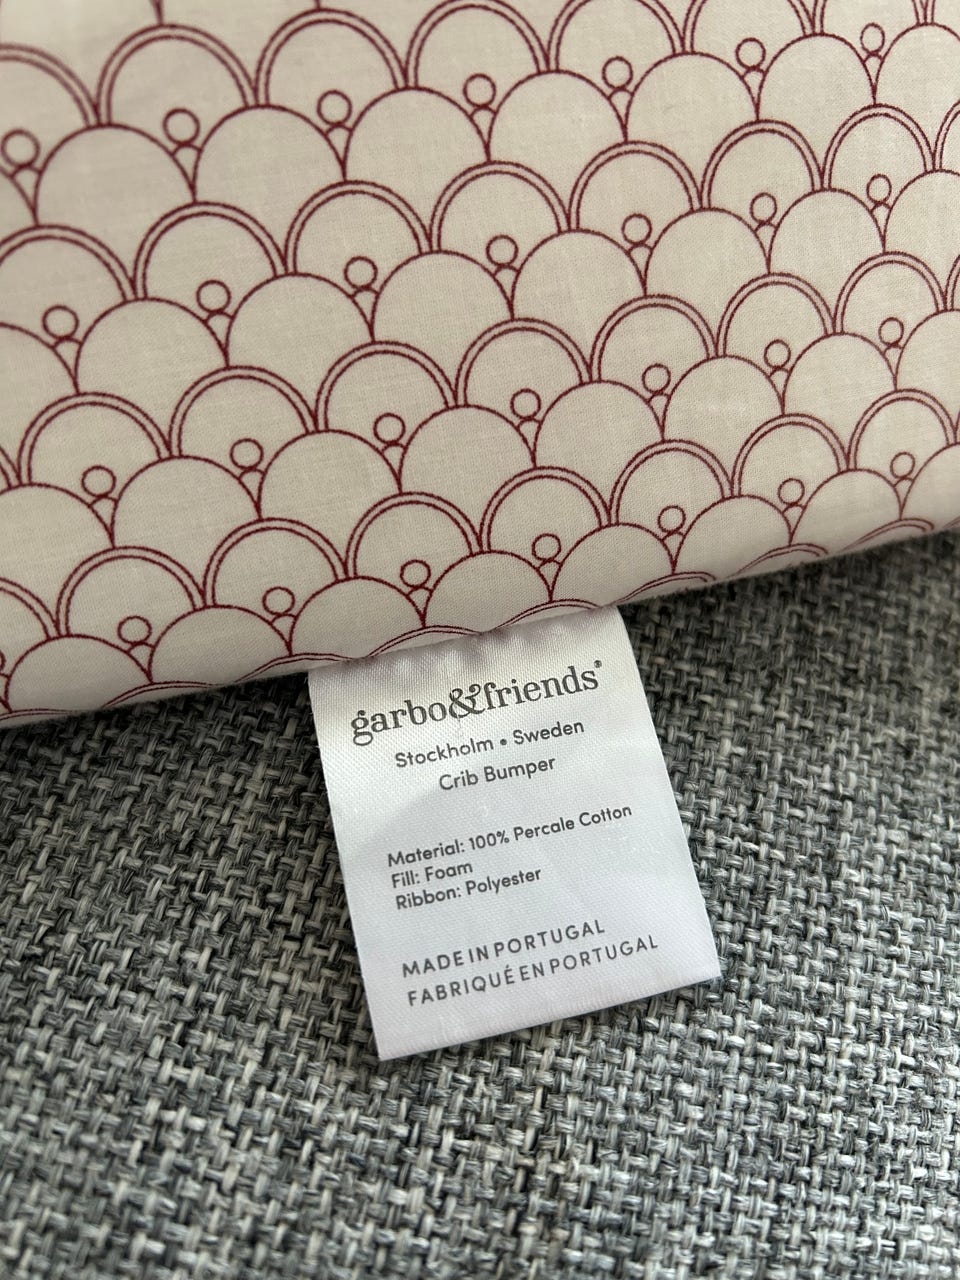 garbo&friends®
Stockholm • Sweden
Crib Bumper
Material: 100% Percale Cotton
Fill: Foam
Ribbon: Polyester
MADE IN PORTUGAL
FABRIQUÉ EN PORTUGAL